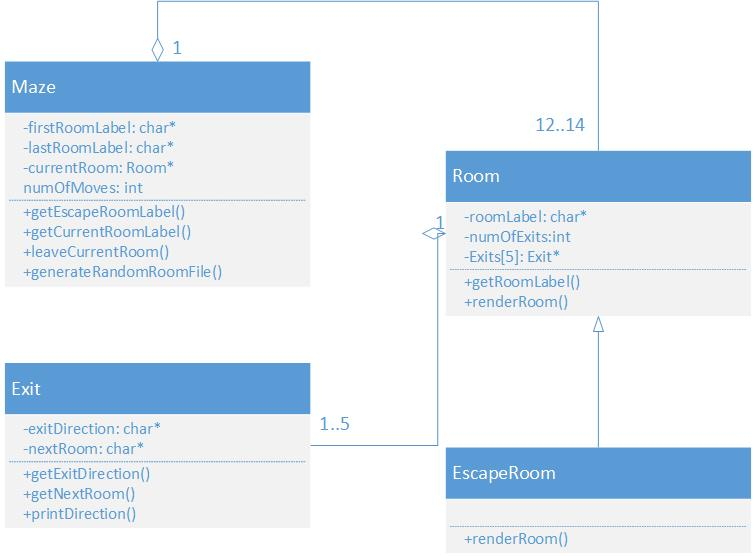 1
Maze
-firstRoomLabel: char*
-lastRoomLabel: char*
-currentRoom: Room*
numOfMoves: int
+getEscapeRoomLabel()
+getCurrentRoomLabel()
+leaveCurrentRoom()
+generateRandomRoomFile()
12..14
Room
-roomLabel: char*
-numOfExits:int
-Exits[5]: Exit*
+getRoomLabel()
+renderRoom()
1
Exit
-exitDirection: char*
-nextRoom: char*
+getExitDirection()
+getNextRoom()
+printDirection()
1..5
EscapeRoom
+renderRoom()